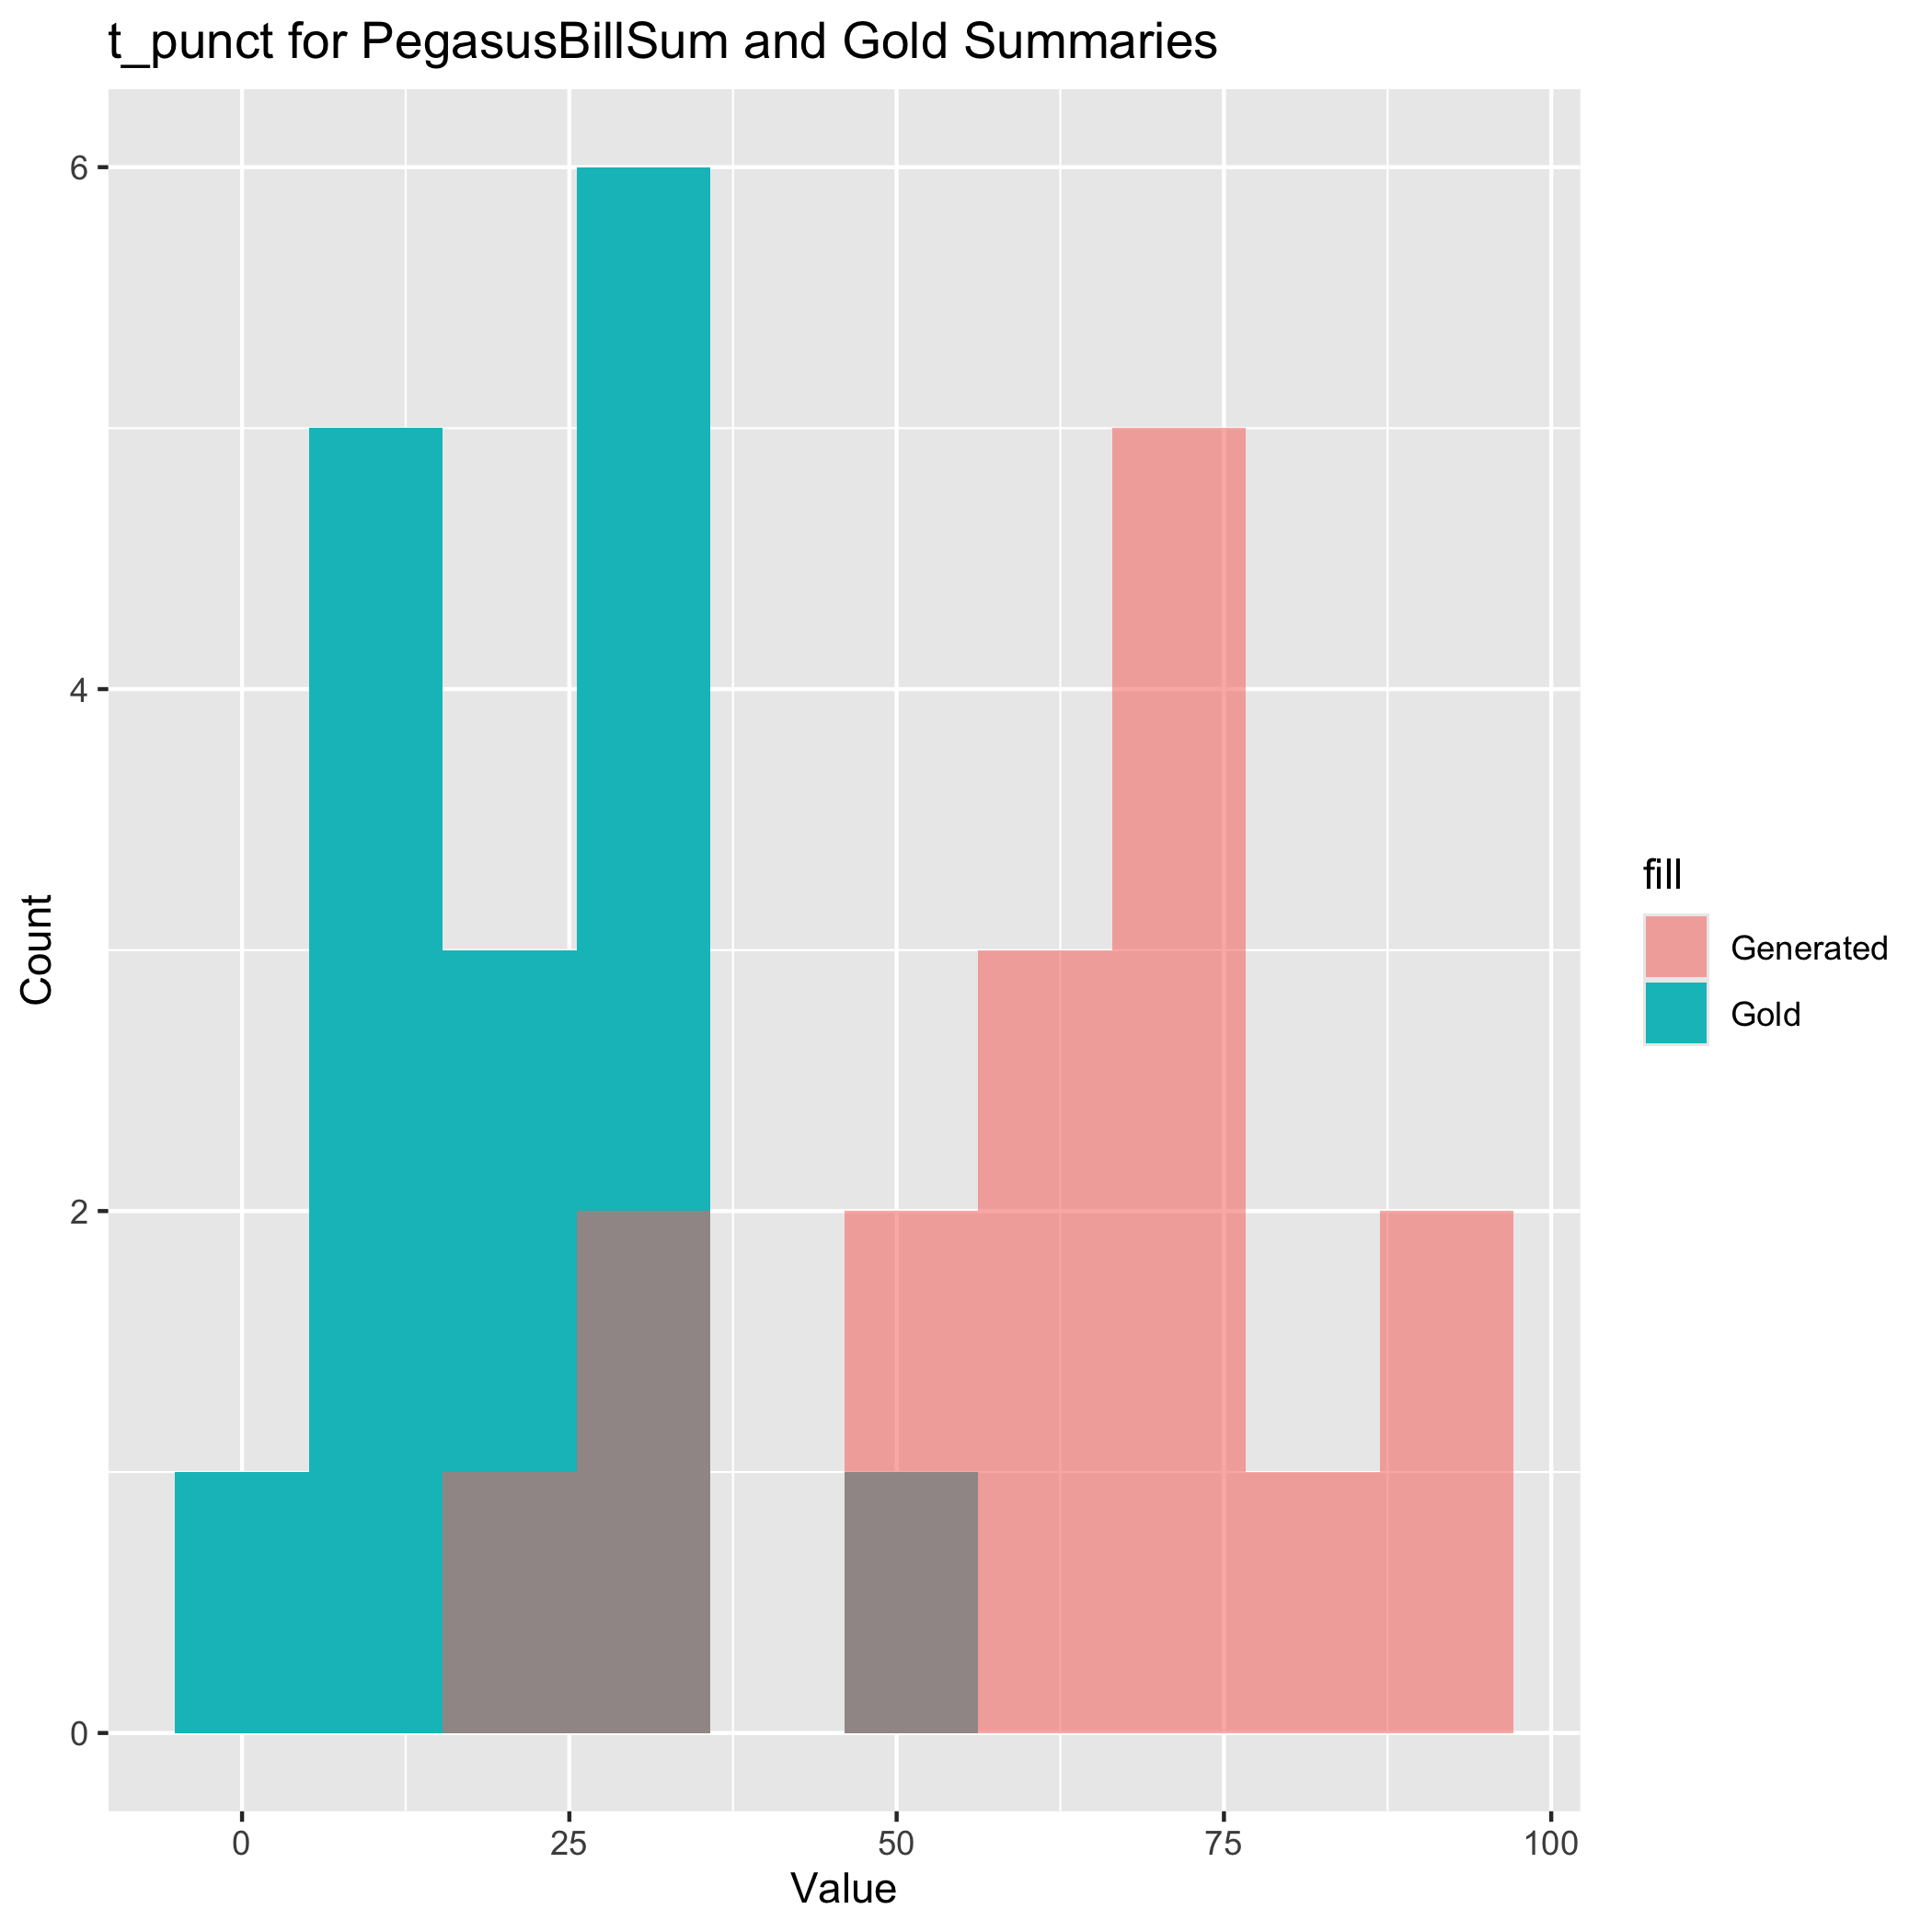 t_punct for PegasusBillSum and Gold Summaries
6
4
2
0
Count
0 25 50 75 100
Value
fill
Generated
Gold